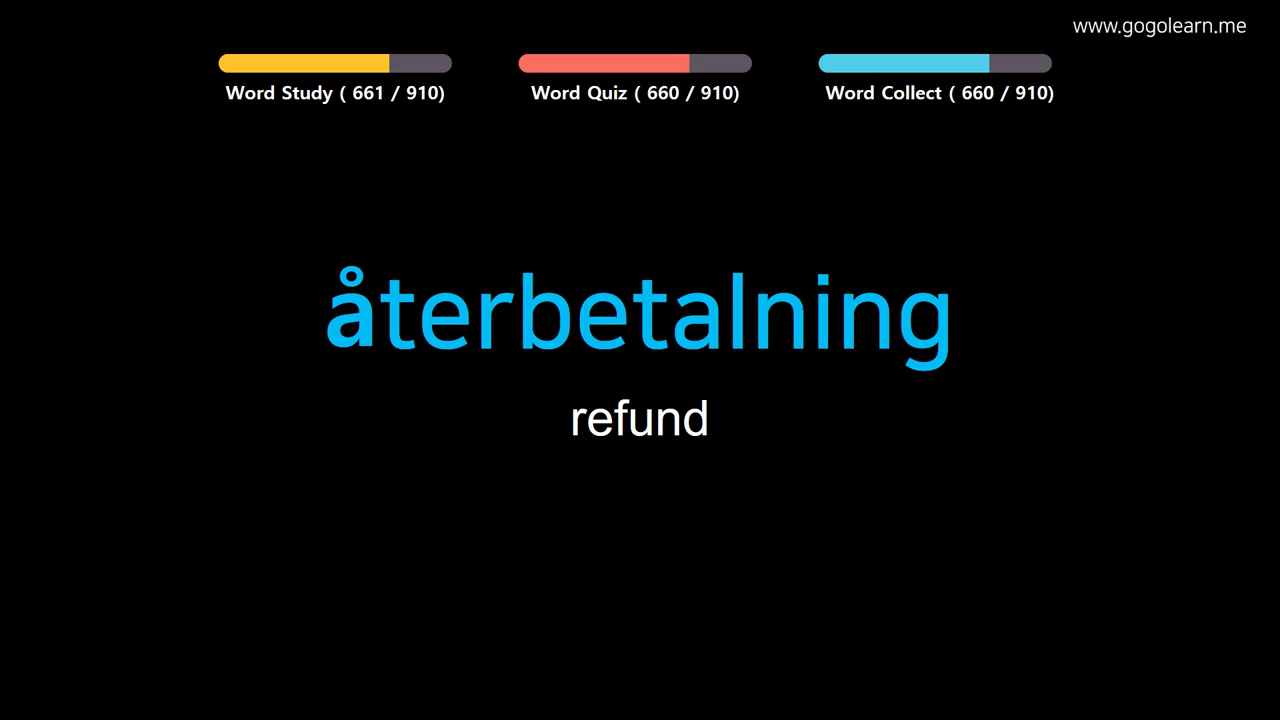 www.gogolearn.me
Word Study ( 661 / 910)
Word Quiz ( 660 / 910)
Word Collect ( 660 / 910)
återbetalning
refund